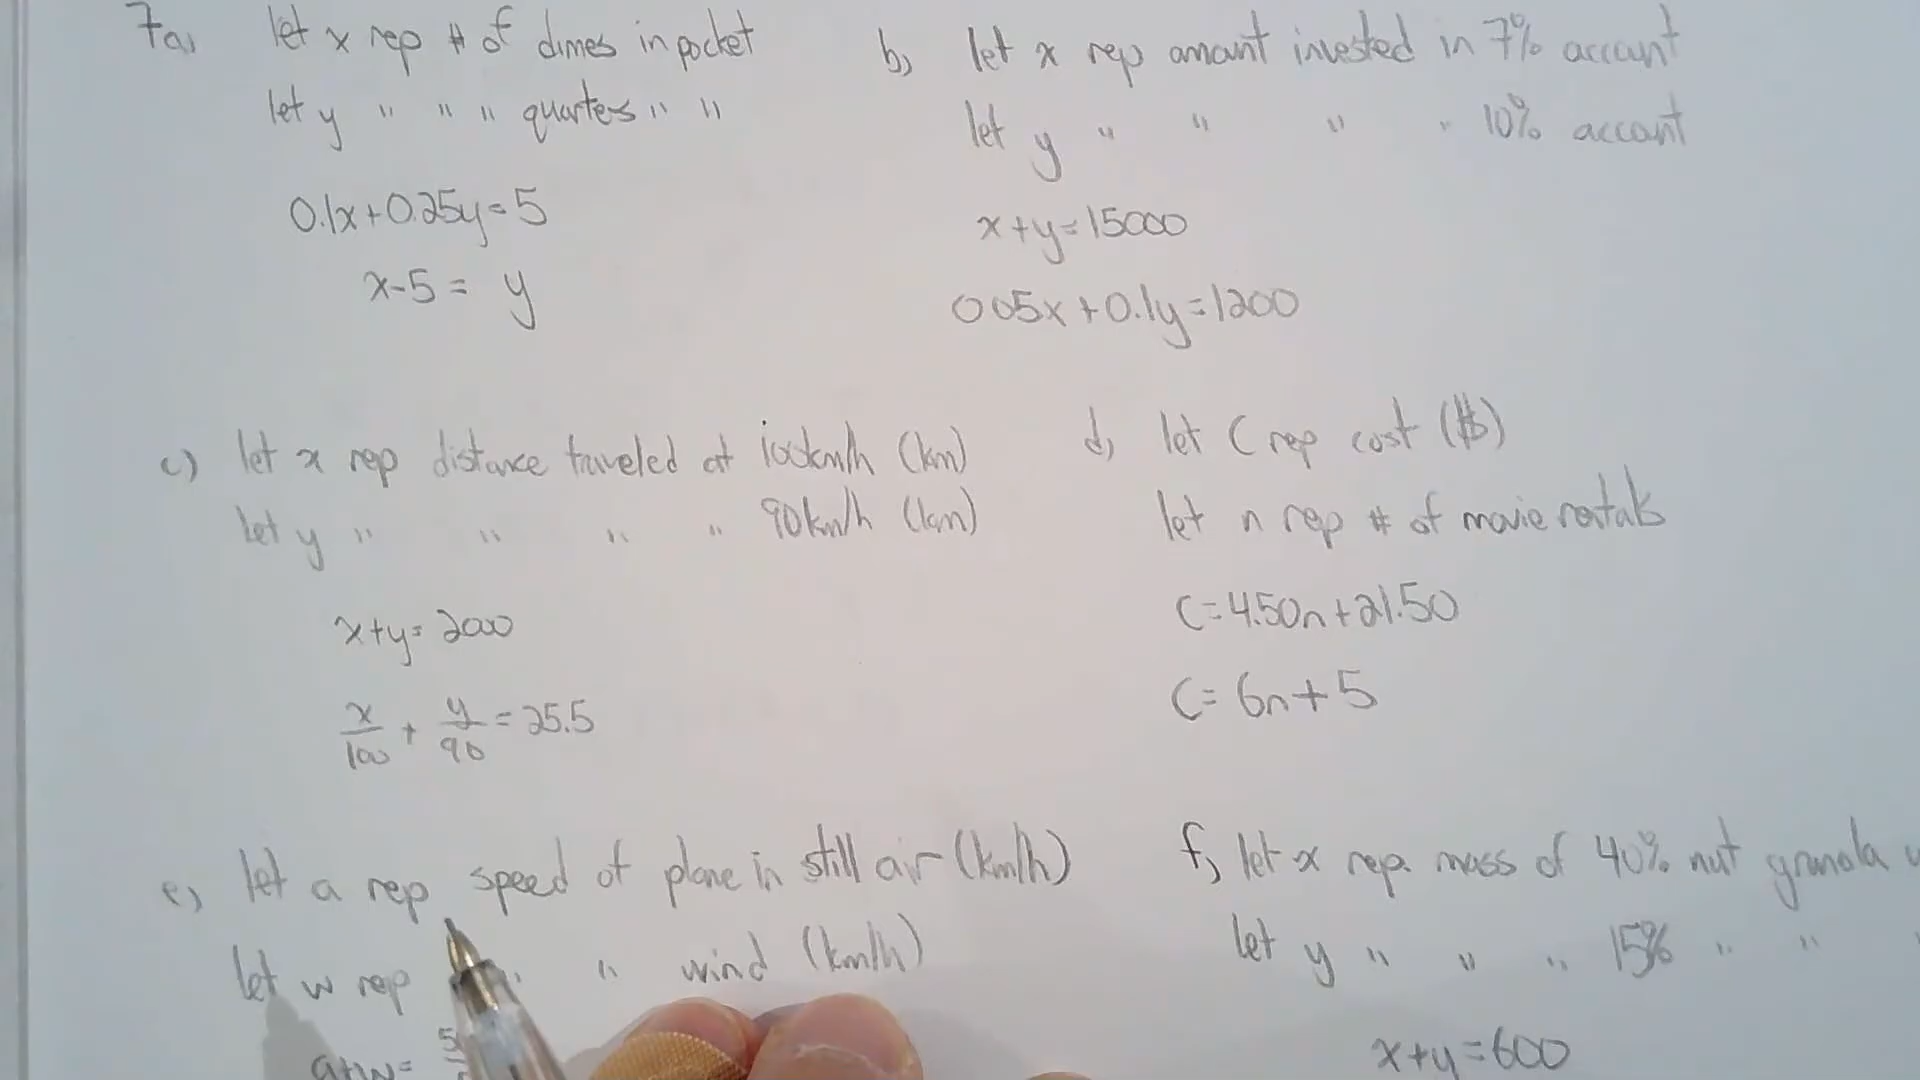 7a, let x rep # of dimes in pocket
let y " " " quarters " "
0.1x+0.25y=5
x-5= y
b, let x rep amount invested in 7% account
let y " " " " 10% account
x+y=15000
005x+0.1y=1200
c) let x rep distance traveled at 100km/h (km)
let y " " " " 90km/h (km)
x+y=2000
x/100 + y/90 =25.5
d, let C rep cost ($)
let n rep # of movie rentals
C=4.50n+21.50
C= 6n+5
e, let a rep speed of plane in still air (km/h)
let w rep " " wind (km/h)
a+w= 5
f, let x rep. mass of 40% nut granola
let y " " " 15% " "
x+y=600